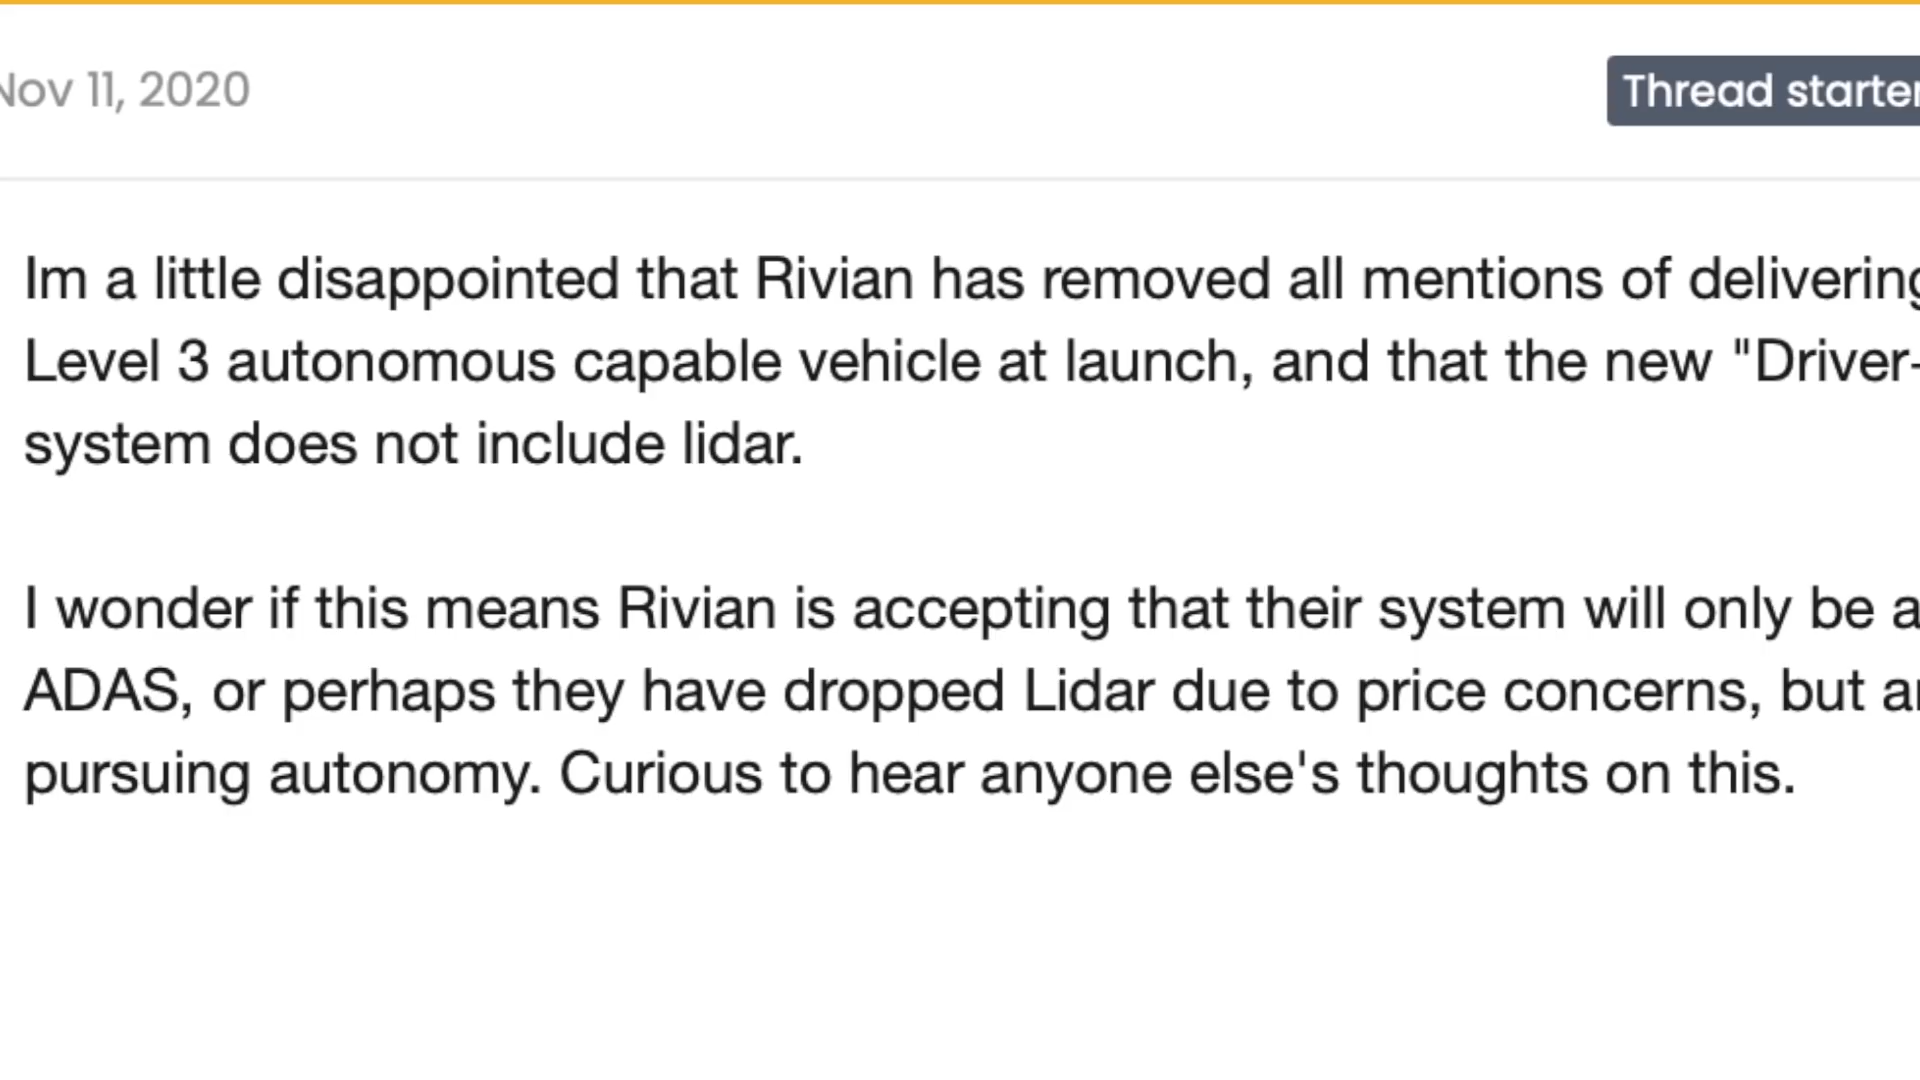 Nov 11, 2020
Thread starter
Im a little disappointed that Rivian has removed all mentions of delivering
Level 3 autonomous capable vehicle at launch, and that the new "Driver-
system does not include lidar.
I wonder if this means Rivian is accepting that their system will only be a
ADAS, or perhaps they have dropped Lidar due to price concerns, but
pursuing autonomy. Curious to hear anyone else's thoughts on this.